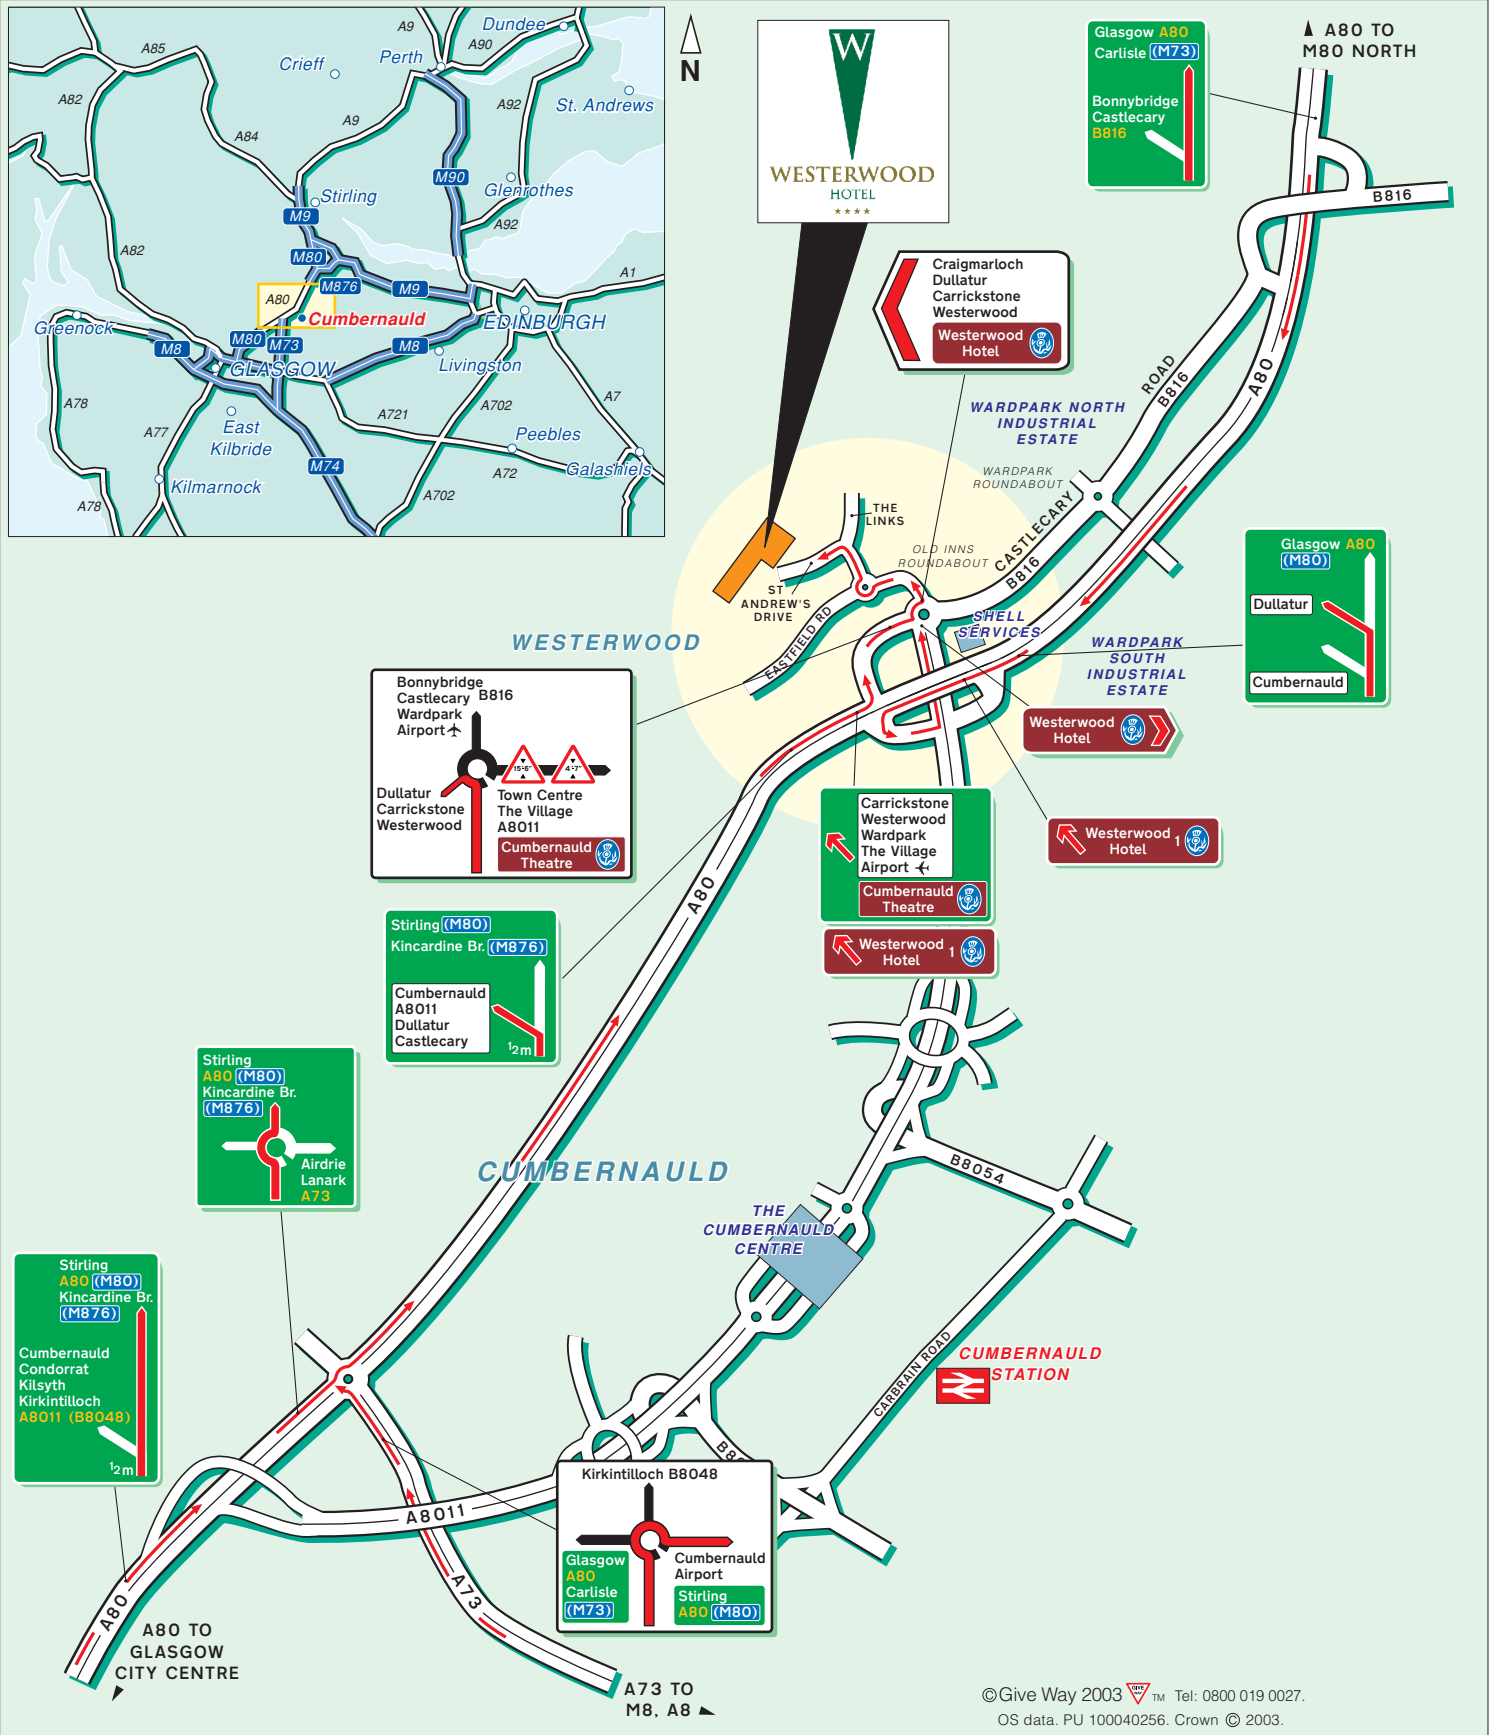 A85
A9
Dundee
A90
Perth
Crieff
A82
A92
St. Andrews
A9
A84
M90
Glenrothes
Stirling
M9
A92
A82
M80
M876
M9
A1
A80
Cumbernauld
Greenock
EDINBURGH
M8
M80
M73
M8
GLASGOW
Livingston
A78
A721
A702
A7
A77
East
Kilbride
Peebles
M74
A72
Galashiels
Kilmarnock
A702
A78
N
W
WESTERWOOD
HOTEL
★★★★
Glasgow A80
Carlisle (M73)
Bonnybridge
Castlecary
B816
A80 TO
M80 NORTH
B816
Craigmarloch
Dullatur
Carrickstone
Westerwood
Westerwood
Hotel
ROAD
B816
A80
WARDPARK NORTH
INDUSTRIAL
ESTATE
WARDPARK
ROUNDABOUT
CASTLECARY
B816
THE
LINKS
OLD INNS
ROUNDABOUT
ST
ANDREW'S
DRIVE
EASTFIELD RD
SHELL
SERVICES
WESTERWOOD
WARDPARK
SOUTH
INDUSTRIAL
ESTATE
Glasgow A80
(M80)
Dullatur
Cumbernauld
Bonnybridge
Castlecary B816
Wardpark
Airport
15'-6"
4'-7"
Dullatur
Carrickstone
Westerwood
Town Centre
The Village
A8011
Cumbernauld
Theatre
Westerwood
Hotel
Carrickstone
Westerwood
Wardpark
The Village
Airport
Cumbernauld
Theatre
Westerwood 1
Hotel
Westerwood 1
Hotel
A80
Stirling (M80)
Kincardine Br. (M876)
Cumbernauld
A8011
Dullatur
Castlecary
12m
Stirling
A80 (M80)
Kincardine Br.
(M876)
Airdrie
Lanark
A73
CUMBERNAULD
B8054
THE
CUMBERNAULD
CENTRE
Stirling
A80 (M80)
Kincardine Br.
(M876)
Cumbernauld
Condorrat
Kilsyth
Kirkintilloch
A8011 (B8048)
12m
CARBRAIN ROAD
CUMBERNAULD
STATION
A8011
Kirkintilloch B8048
Glasgow
A80
Carlisle
(M73)
Cumbernauld
Airport
Stirling
A80 (M80)
A73
A80
A80 TO
GLASGOW
CITY CENTRE
A73 TO
M8, A8
©Give Way 2003 GIVE WAY TM Tel: 0800 019 0027.
OS data. PU 100040256. Crown © 2003.